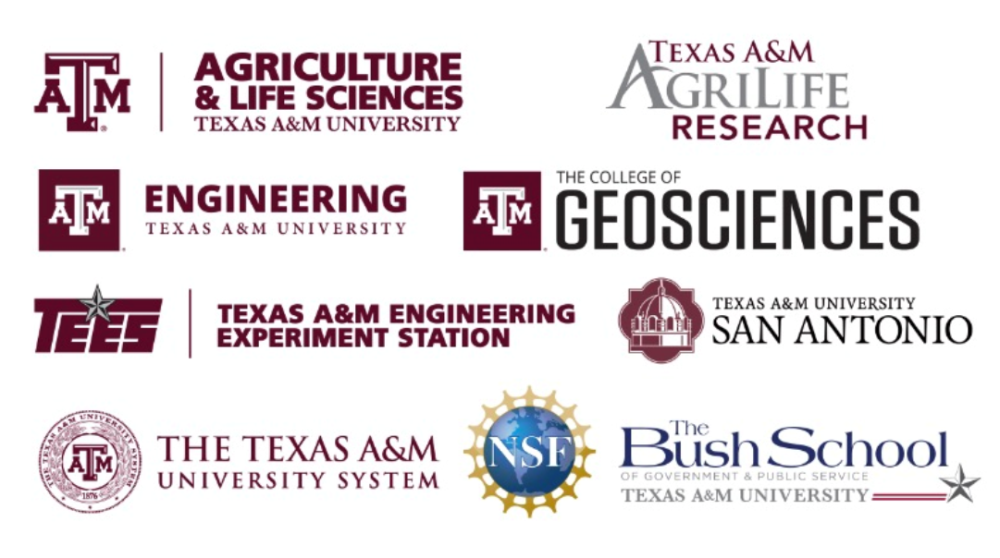 ATM
AGRICULTURE
& LIFE SCIENCES
TEXAS A&M UNIVERSITY
TEXAS A&M
AGRILIFE
RESEARCH
ATM
ENGINEERING
TEXAS A&M UNIVERSITY
ATM
THE COLLEGE OF
GEOSCIENCES
TEES
TEXAS A&M ENGINEERING
EXPERIMENT STATION
TEXAS A&M UNIVERSITY
SAN ANTONIO
THE TEXAS A&M UNIVERSITY SYSTEM
ATM
1876
THE TEXAS A&M
UNIVERSITY SYSTEM
NSF
The
Bush School
OF GOVERNMENT & PUBLIC SERVICE
TEXAS A&M UNIVERSITY